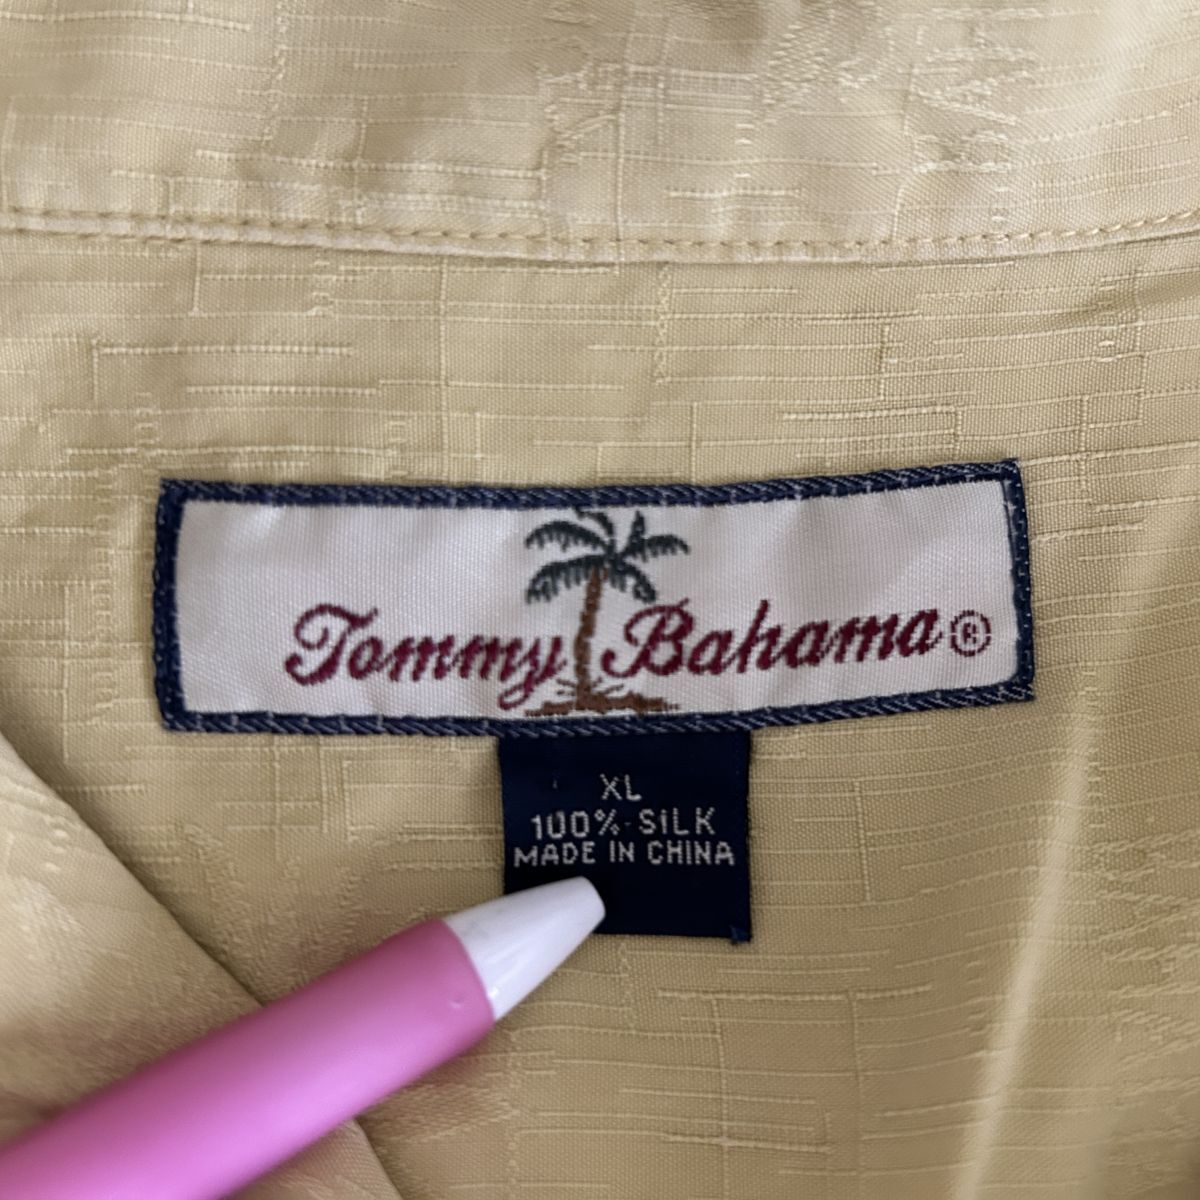 Tommy Bahama®
XL
100% SILK
MADE IN CHINA